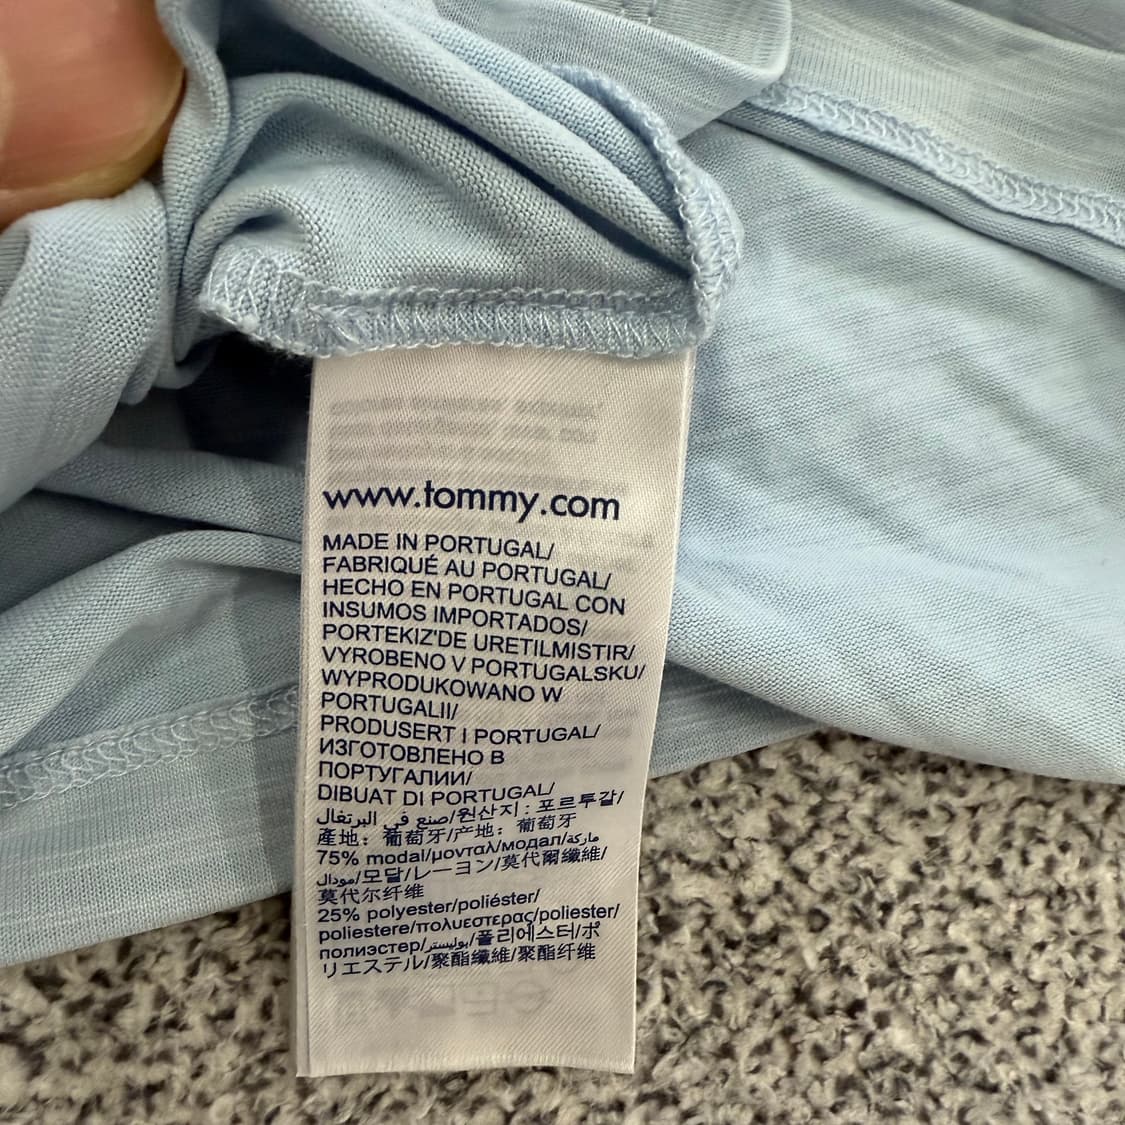 www.tommy.com
MADE IN PORTUGAL/
FABRIQUÉ AU PORTUGAL/
HECHO EN PORTUGAL CON
INSUMOS IMPORTADOS/
PORTEKIZ'DE URETILMISTIR/
VYROBENO V PORTUGALSKU/
WYPRODUKOWANO W
PORTUGALII/
PRODUSERT I PORTUGAL/
ИЗГОТОВЛЕНО В
ПОРТУГАЛИИ/
DIBUAT DI PORTUGAL/
صنع في البرتغال/원산지 : 포르투갈/
產地：葡萄牙/产地：葡萄牙
75% modal/μονταλ/модал/ماركة
مودال/모달/レーヨン/莫代爾纖維/
莫代尔纤维
25% polyester/poliéster/
poliestere/πολυεστερας/poliester/
полиэстер/بوليستر/폴리에스터/ポ
リエステル/聚酯纖維/聚酯纤维